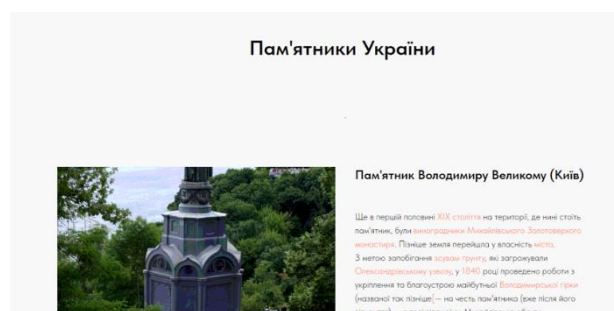 Пам'ятники України
Пам'ятник Володимиру Великому (Київ)
Ще в першій половині XIX століття на території, де нині стоїть
пам'ятник, були виноградники Михайлівського Золотоверхого
монастиря. Пізніше земля перейшла у власність міста.
З метою запобігання зсувам ґрунту, які загрожували
Олександрівському узвозу, у 1840 році проведено роботи з
укріплення та благоустрою майбутньої Володимирської гірки
(названої так пізніше) — на честь пам'ятника (вже після його